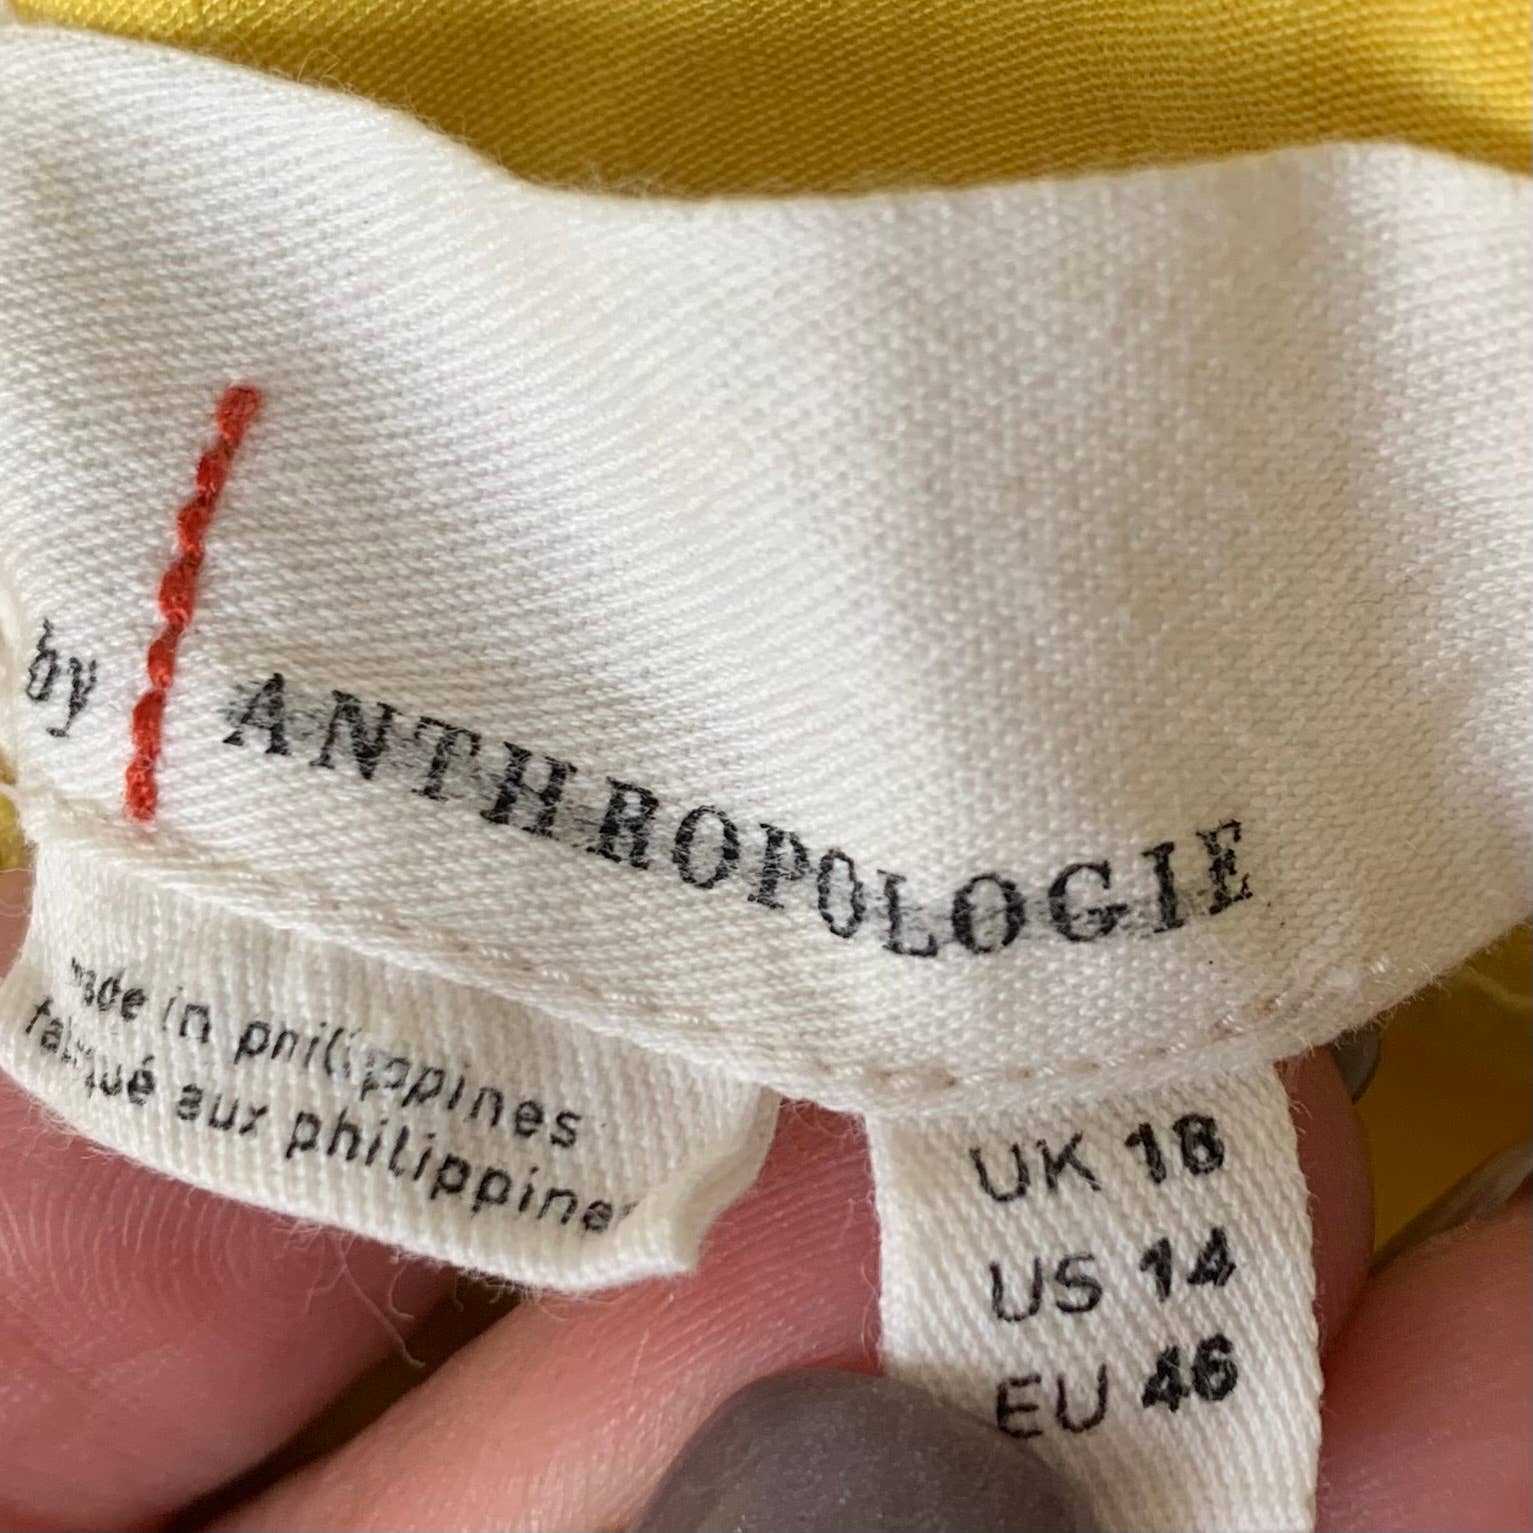 by ANTHROPOLOGIE
made in philippines
fabriqué aux philippines
UK 18
US 14
EU 46